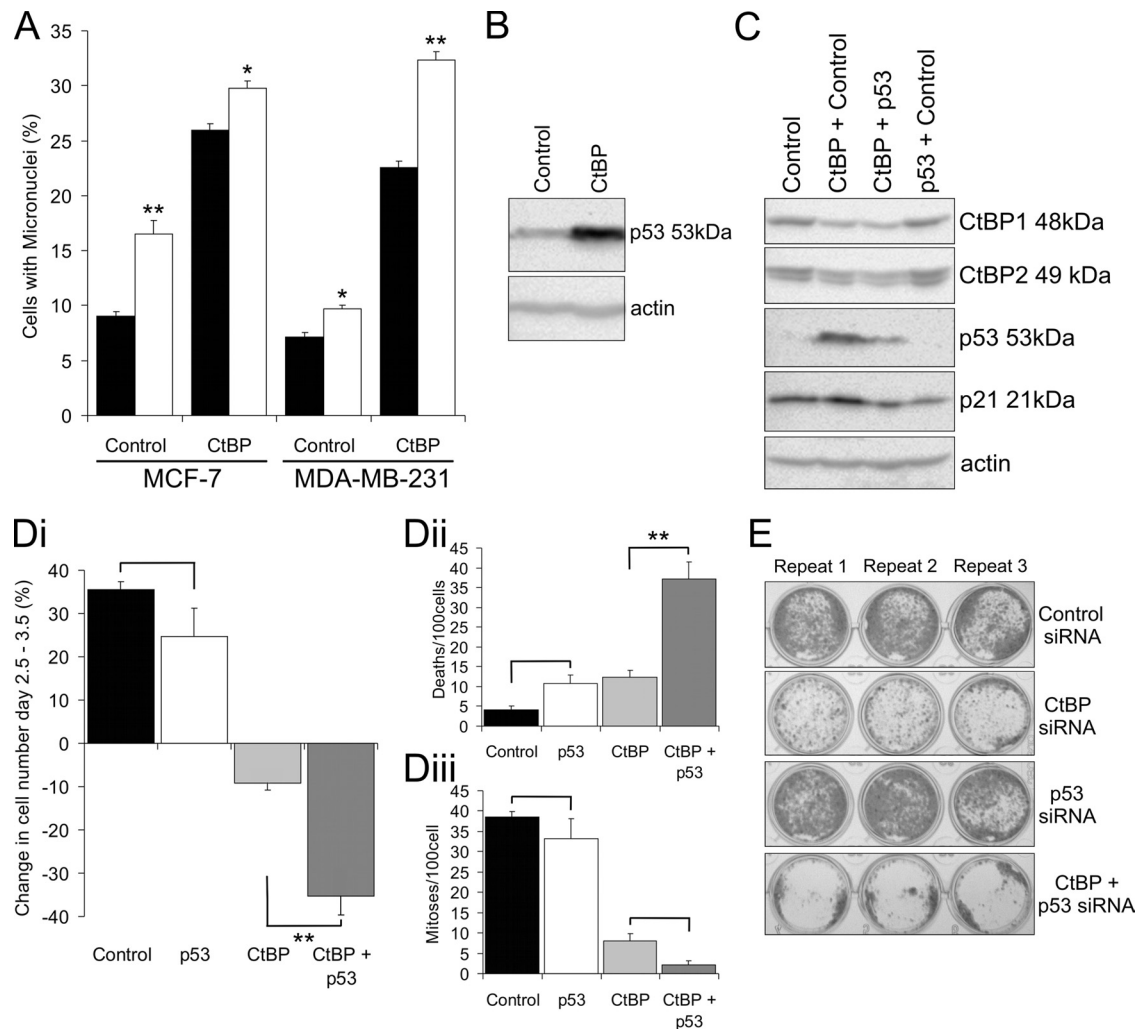 A
Cells with Micronuclei (%)
35
30
25
20
15
10
5
0
**
*
*
**
Control
CtBP
Control
CtBP
MCF-7
MDA-MB-231
B
Control
CtBP
p53 53kDa
actin
C
Control
CtBP + Control
CtBP + p53
p53 + Control
CtBP1 48kDa
CtBP2 49 kDa
p53 53kDa
p21 21kDa
actin
Di
Change in cell number day 2.5 - 3.5 (%)
40
30
20
10
0
-10
-20
-30
-40
**
Control
p53
CtBP
CtBP +
p53
Dii
Deaths/100cells
45
40
35
30
25
20
15
10
5
0
**
Control
p53
CtBP
CtBP +
p53
Diii
Mitoses/100cell
45
40
35
30
25
20
15
10
5
0
Control
p53
CtBP
CtBP +
p53
E
Repeat 1
Repeat 2
Repeat 3
Control
siRNA
CtBP
siRNA
p53
siRNA
CtBP +
p53 siRNA